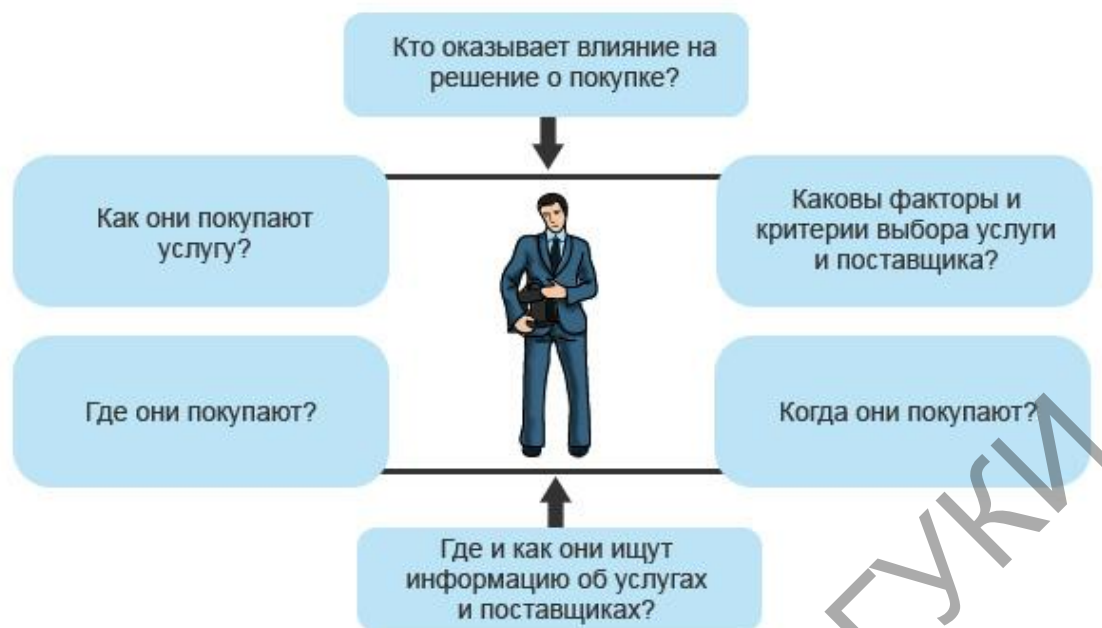 Кто оказывает влияние на
решение о покупке?
Как они покупают
услугу?
Каковы факторы и
критерии выбора услуги
и поставщика?
Где они покупают?
Когда они покупают?
Где и как они ищут
информацию об услугах
и поставщиках?
ГУКИ